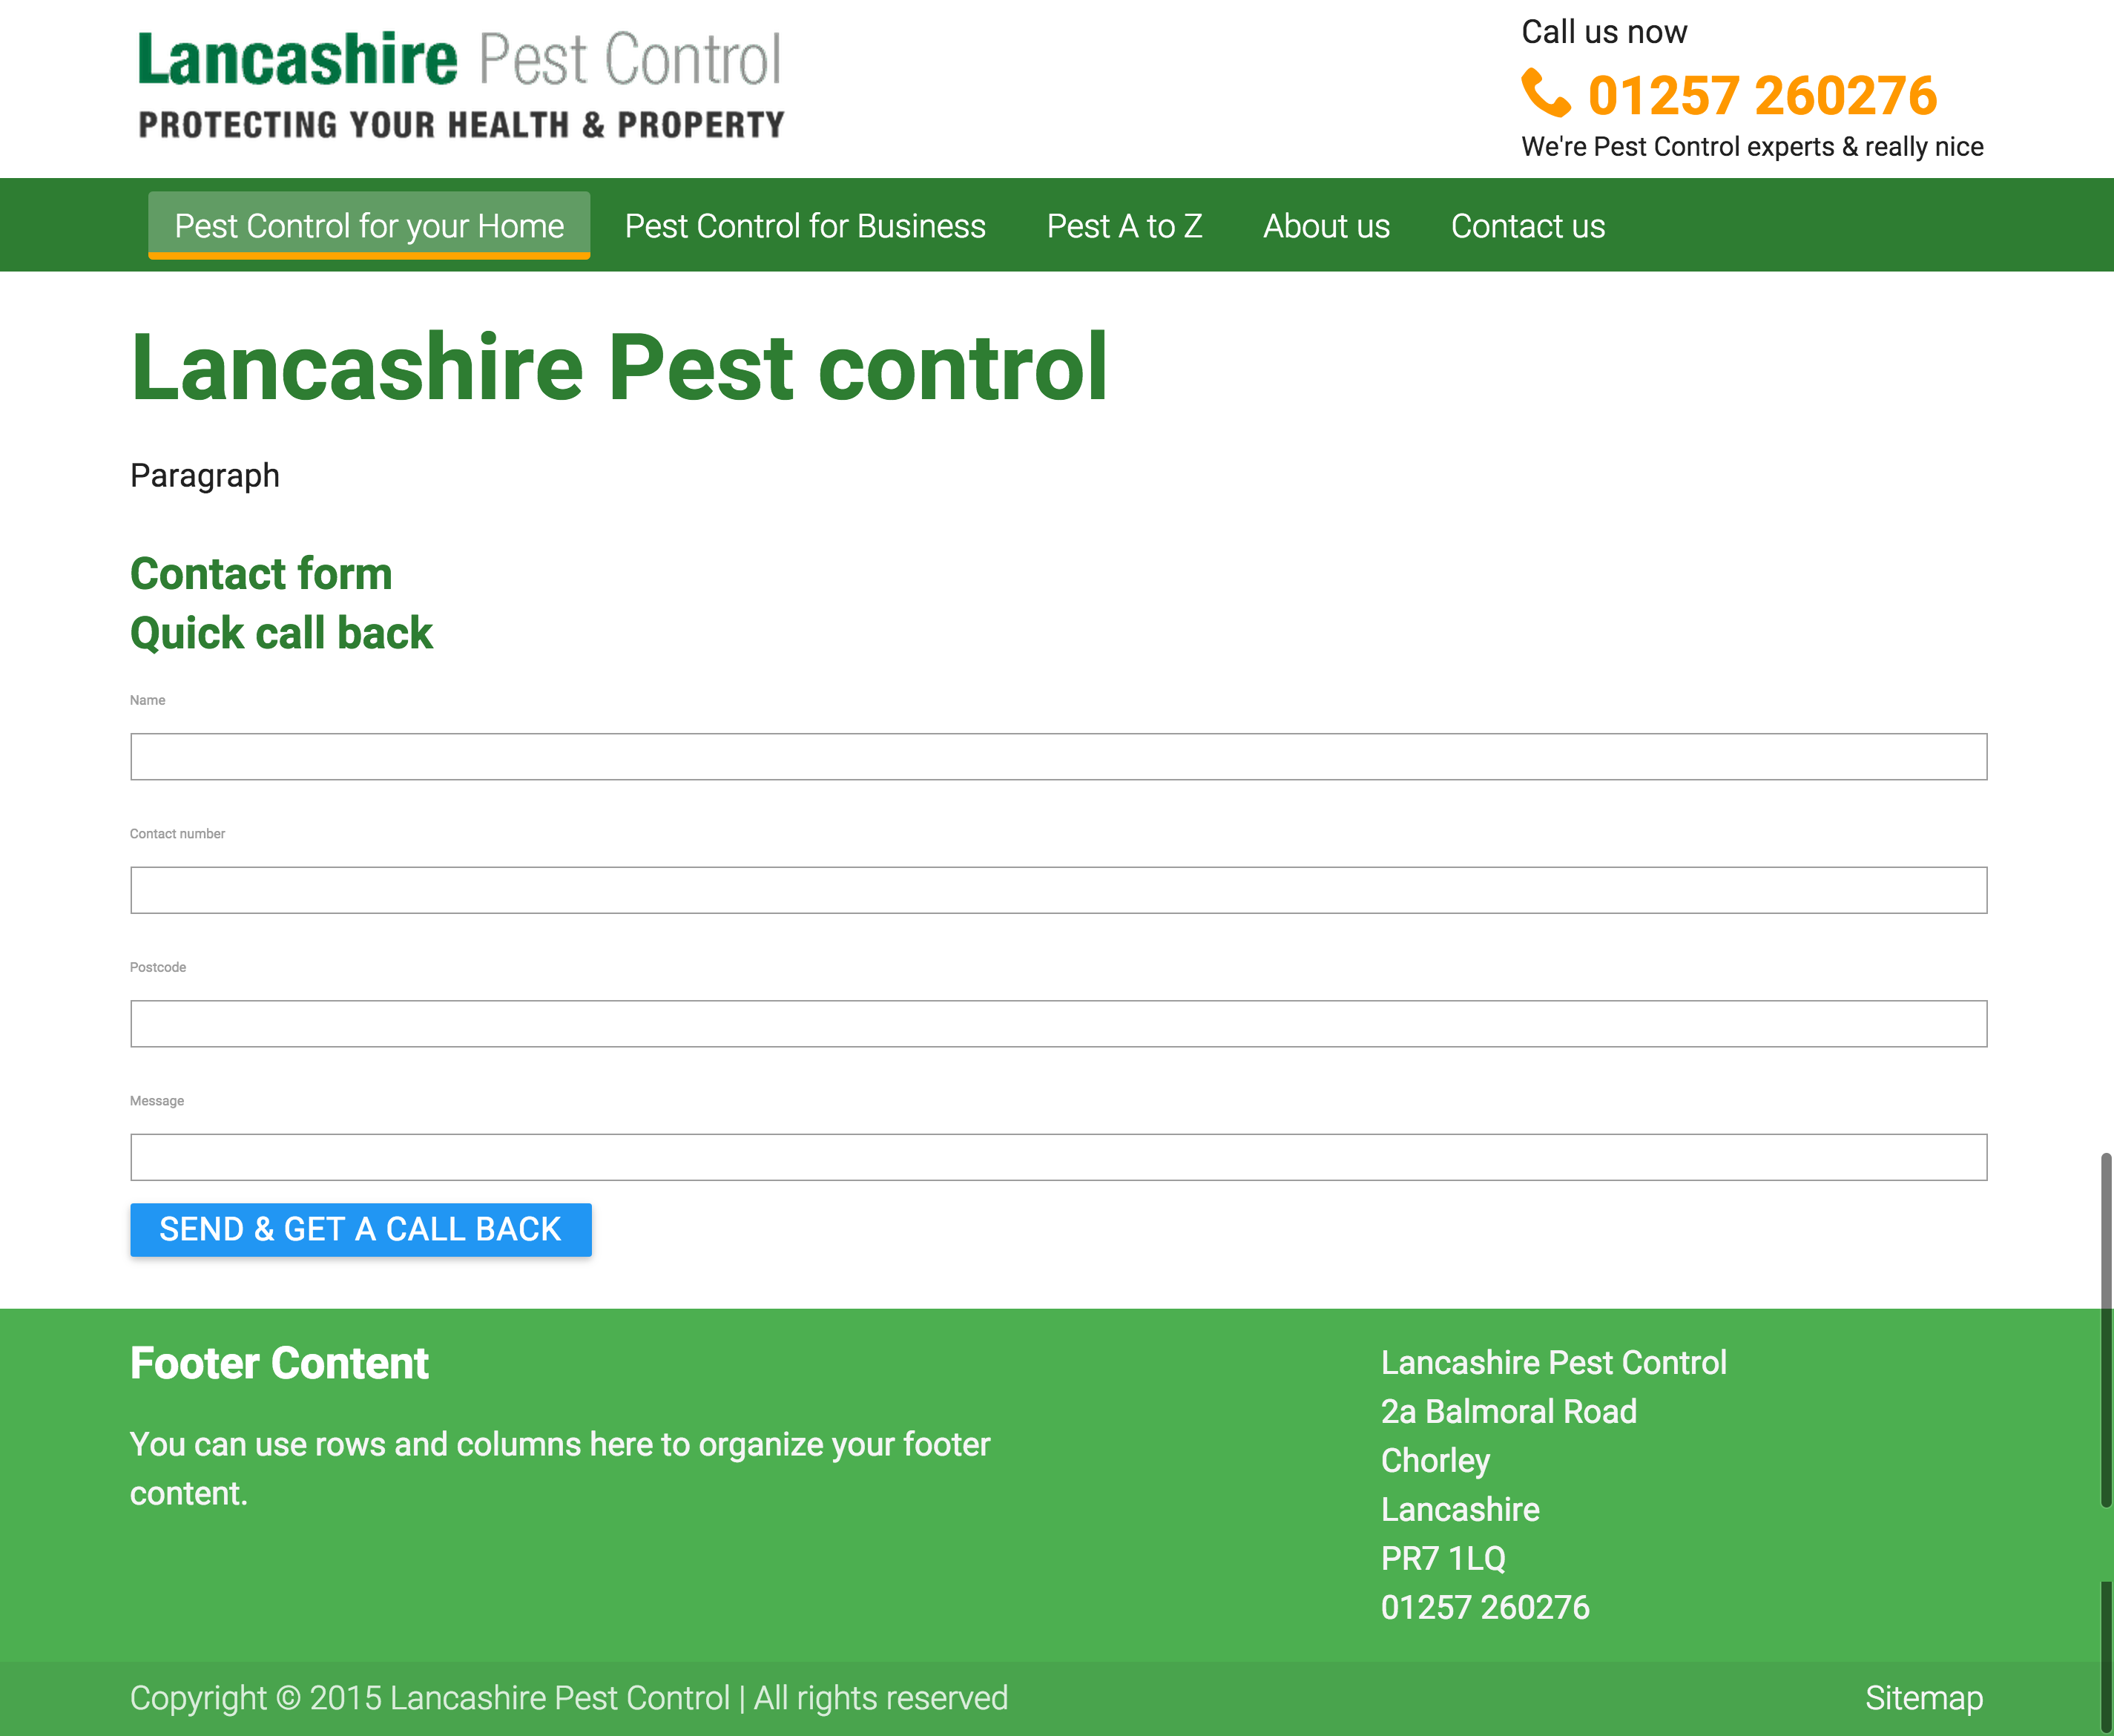 Lancashire Pest Control
PROTECTING YOUR HEALTH & PROPERTY
Call us now
01257 260276
We're Pest Control experts & really nice
Pest Control for your Home
Pest Control for Business
Pest A to Z
About us
Contact us
Lancashire Pest control
Paragraph
Contact form
Quick call back
Name
Contact number
Postcode
Message
SEND & GET A CALL BACK
Footer Content
You can use rows and columns here to organize your footer
content.
Lancashire Pest Control
2a Balmoral Road
Chorley
Lancashire
PR7 1LQ
01257 260276
Copyright © 2015 Lancashire Pest Control | All rights reserved
Sitemap